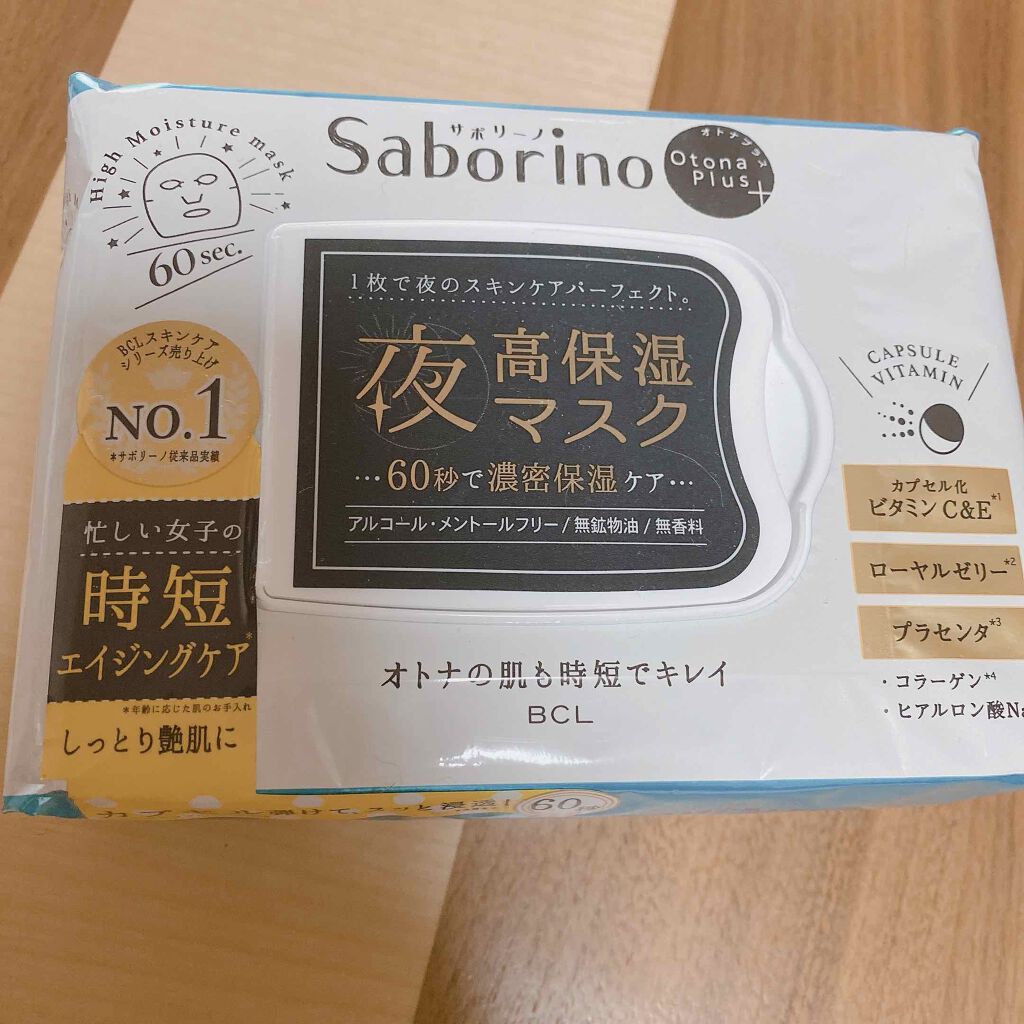 High Moisture mask
60 sec.
サボリーノ
Saborino
オトナプラス
Otona
Plus+
1枚で夜のスキンケアパーフェクト。
夜 高保湿
マスク
…60秒で濃密保湿ケア…
アルコール・メントールフリー/無鉱物油/無香料
BCLスキンケア
シリーズ売り上げ
NO.1
*サボリーノ従来品実績
忙しい女子の
時短
エイジングケア*
*年齢に応じた肌のお手入れ
しっとり艶肌に
CAPSULE
VITAMIN
カプセル化
ビタミンC&E*1
ローヤルゼリー*2
プラセンタ*3
・コラーゲン*4
・ヒアルロン酸Na
オトナの肌も時短でキレイ
BCL
60秒